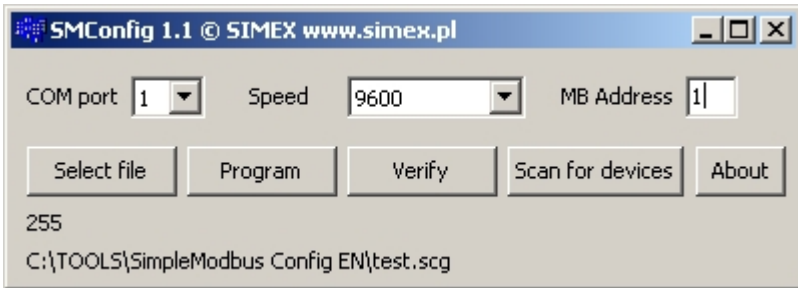 SMConfig 1.1 © SIMEX www.simex.pl
COM port 1 Speed 9600 MB Address 1
Select file Program Verify Scan for devices About
255
C:\TOOLS\SimpleModbus Config EN\test.scg